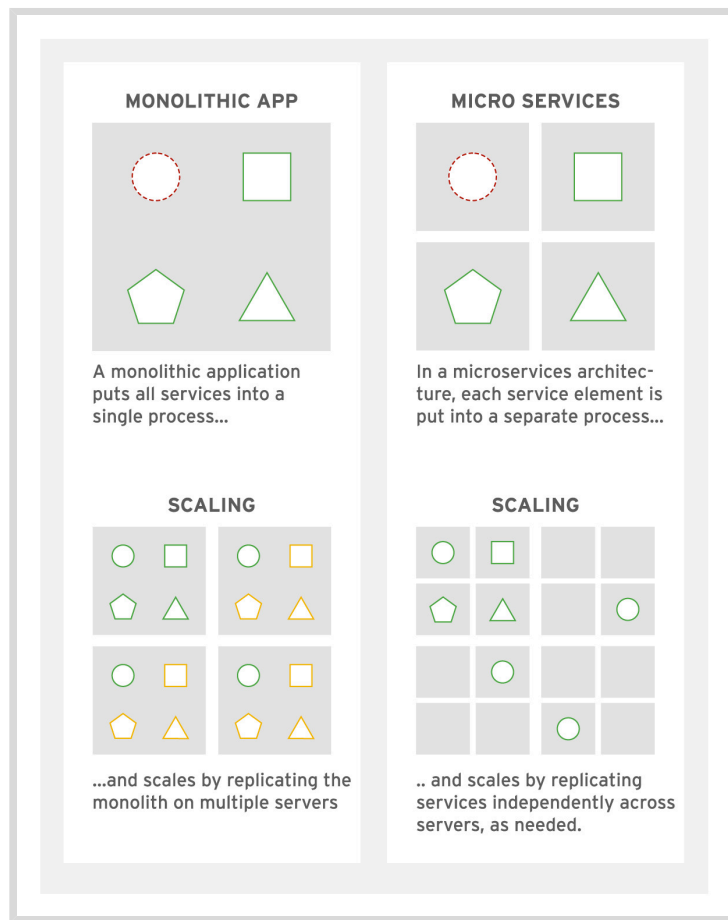 MONOLITHIC APP
A monolithic application
puts all services into a
single process...
SCALING
...and scales by replicating the
monolith on multiple servers
MICRO SERVICES
In a microservices architec-
ture, each service element is
put into a separate process...
SCALING
.. and scales by replicating
services independently across
servers, as needed.